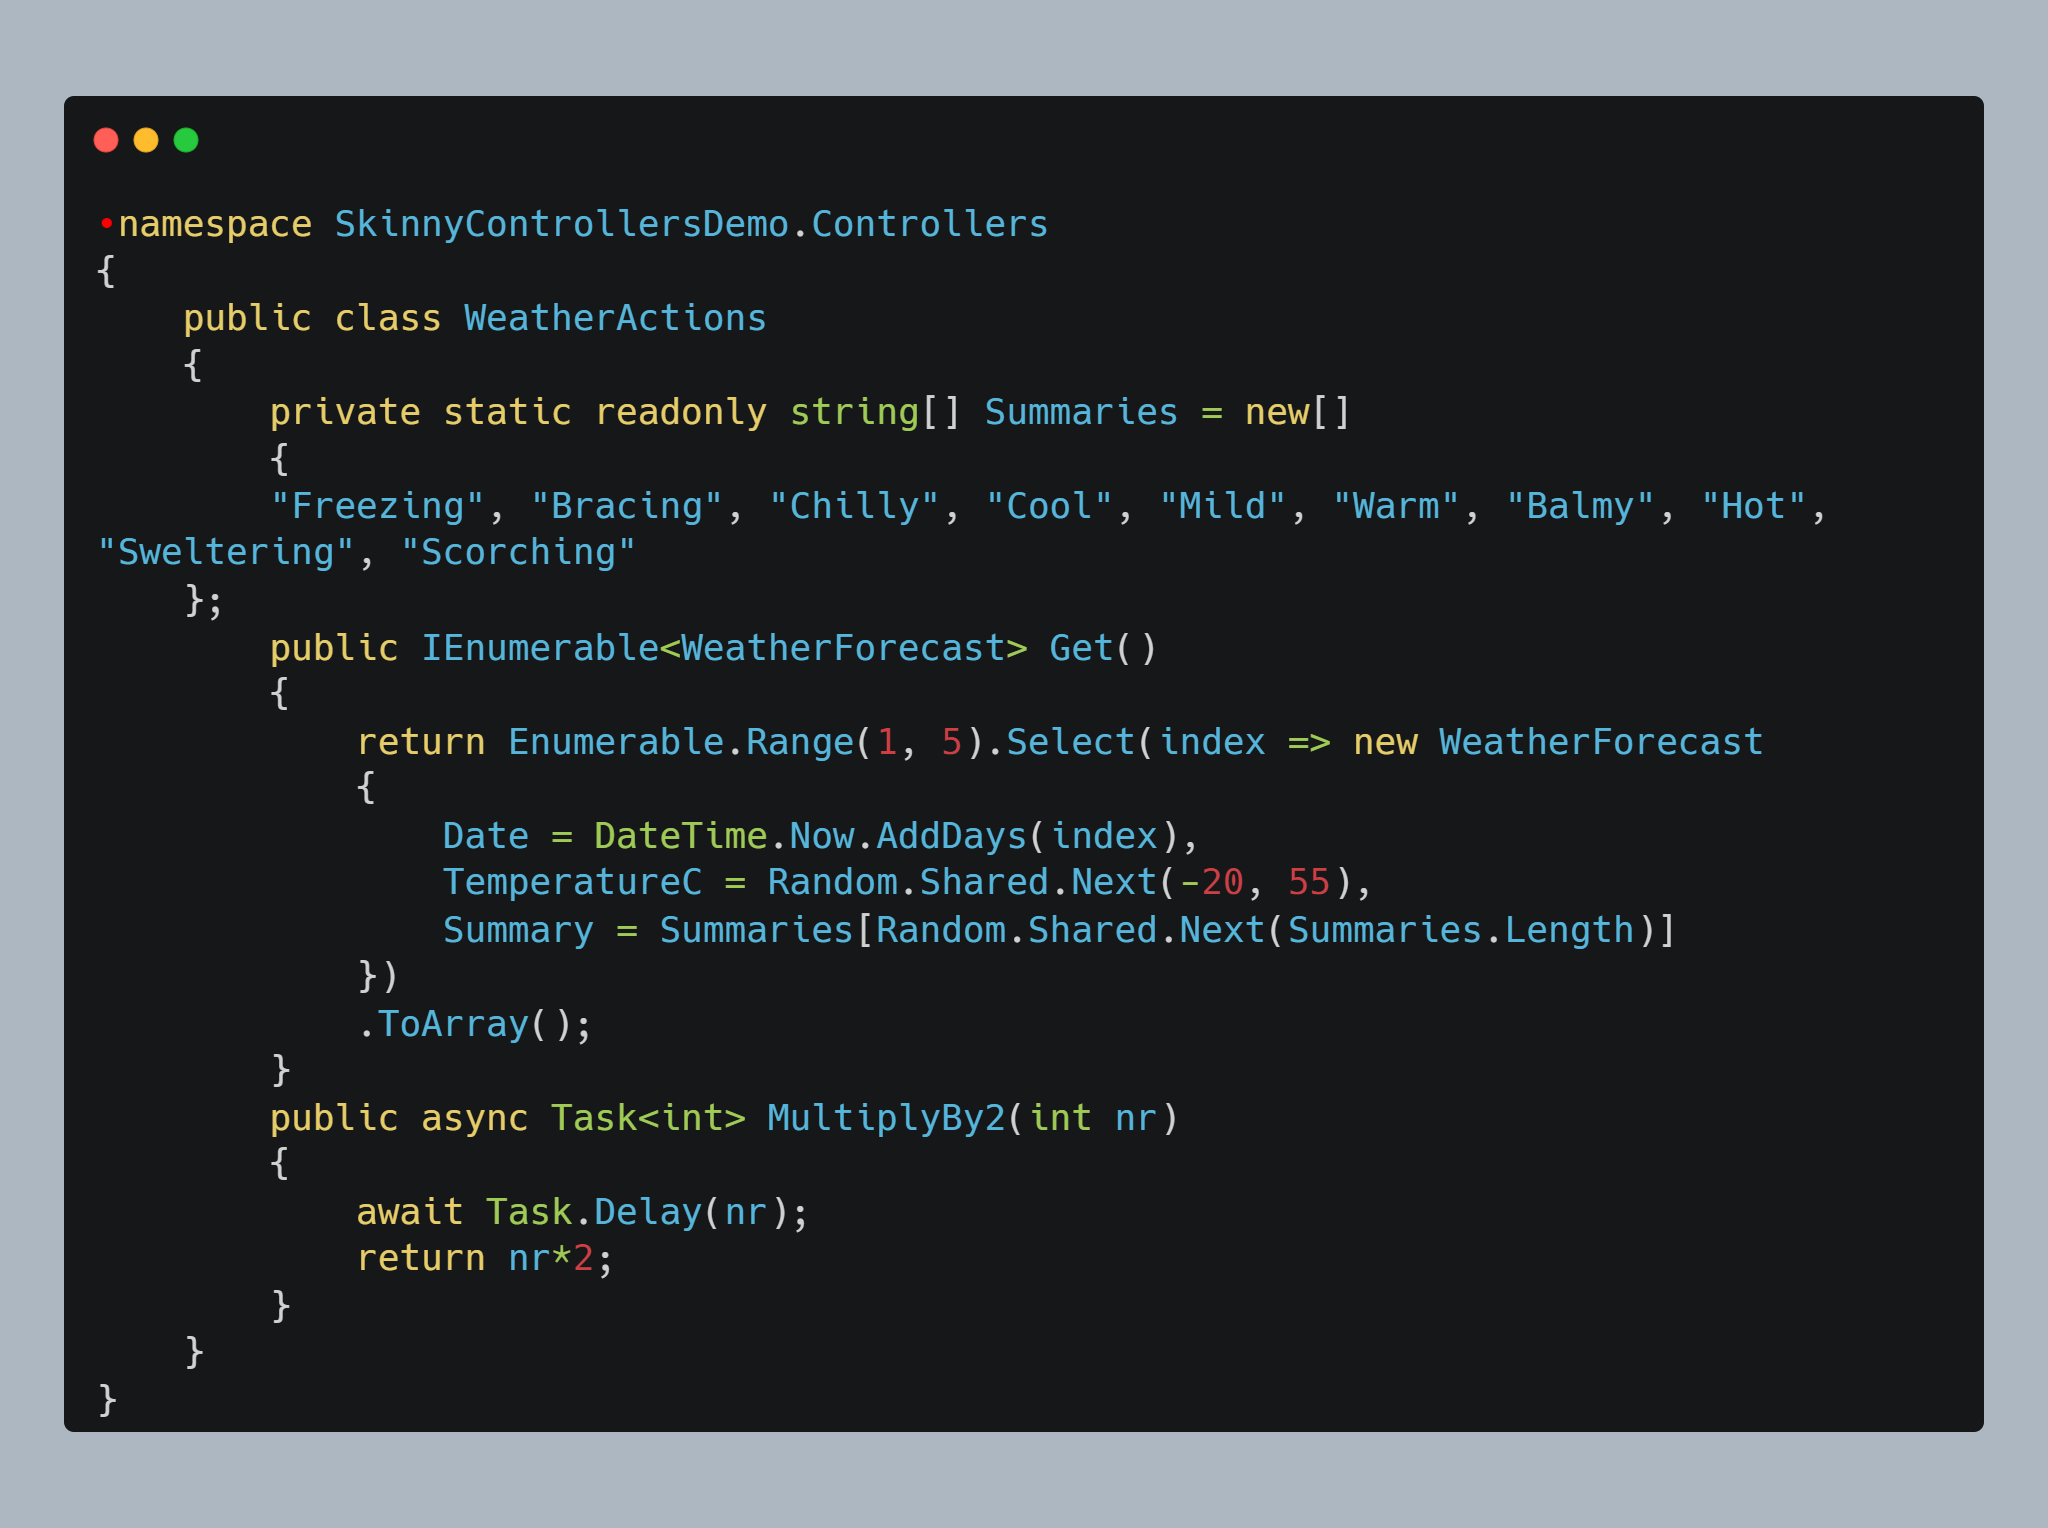 •namespace SkinnyControllersDemo.Controllers
{
    public class WeatherActions
    {
        private static readonly string[] Summaries = new[]
        {
        "Freezing", "Bracing", "Chilly", "Cool", "Mild", "Warm", "Balmy", "Hot",
"Sweltering", "Scorching"
    };
        public IEnumerable<WeatherForecast> Get()
        {
            return Enumerable.Range(1, 5).Select(index => new WeatherForecast
            {
                Date = DateTime.Now.AddDays(index),
                TemperatureC = Random.Shared.Next(-20, 55),
                Summary = Summaries[Random.Shared.Next(Summaries.Length)]
            })
            .ToArray();
        }
        public async Task<int> MultiplyBy2(int nr)
        {
            await Task.Delay(nr);
            return nr*2;
        }
    }
}